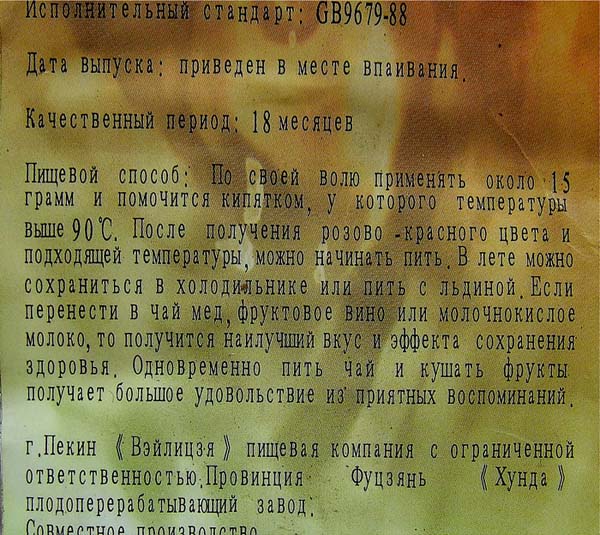 Исполнительный стандарт: GB9679-88
Дата выпуска: приведен в месте впаивания.
Качественный период: 18 месяцев
Пищевой способ: По своей волю применять около 15
грамм и помочится кипятком, у которого температуры
выше 90℃. После получения розово-красного цвета и
подходящей температуры, можно начинать пить. В лете можно
сохраниться в холодильнике или пить с льдиной. Если
перенести в чай мед, фруктовое вино или молочнокислое
молоко, то получится наилучший вкус и эффекта сохранения
здоровья. Одновременно пить чай и кушать фрукты
получает большое удовольствие из приятных воспоминаний.
г.Пекин 《Вэйлицзя》 пищевая компания с ограниченной
ответственностью.Провинция Фуцзянь 《Хунда》
плодоперерабатывающий завод.
Совместное производство